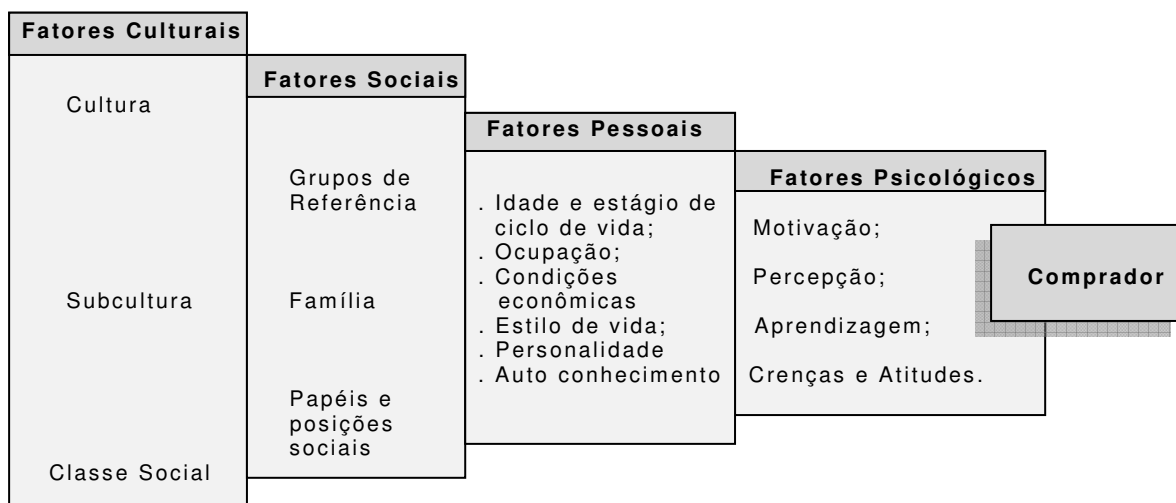 Fatores Culturais
Cultura
Subcultura
Classe Social
Fatores Sociais
Grupos de
Referência
Família
Papéis e
posições
sociais
Fatores Pessoais
. Idade e estágio de
ciclo de vida;
. Ocupação;
. Condições
econômicas
. Estilo de vida;
. Personalidade
. Auto conhecimento
Fatores Psicológicos
Motivação;
Percepção;
Aprendizagem;
Crenças e Atitudes.
Comprador